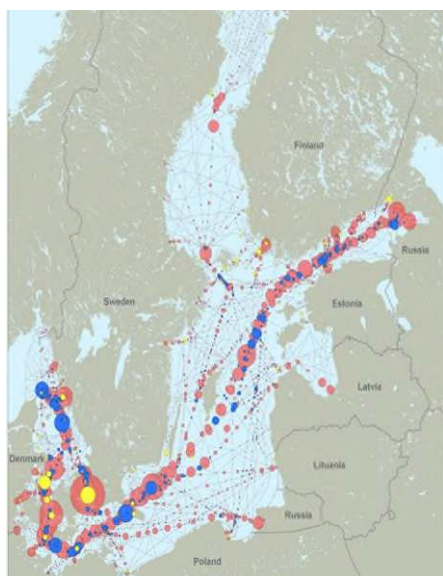 Finland
Russia
Sweden
Estonia
Latvia
Denmark
Lithuania
Russia
Poland